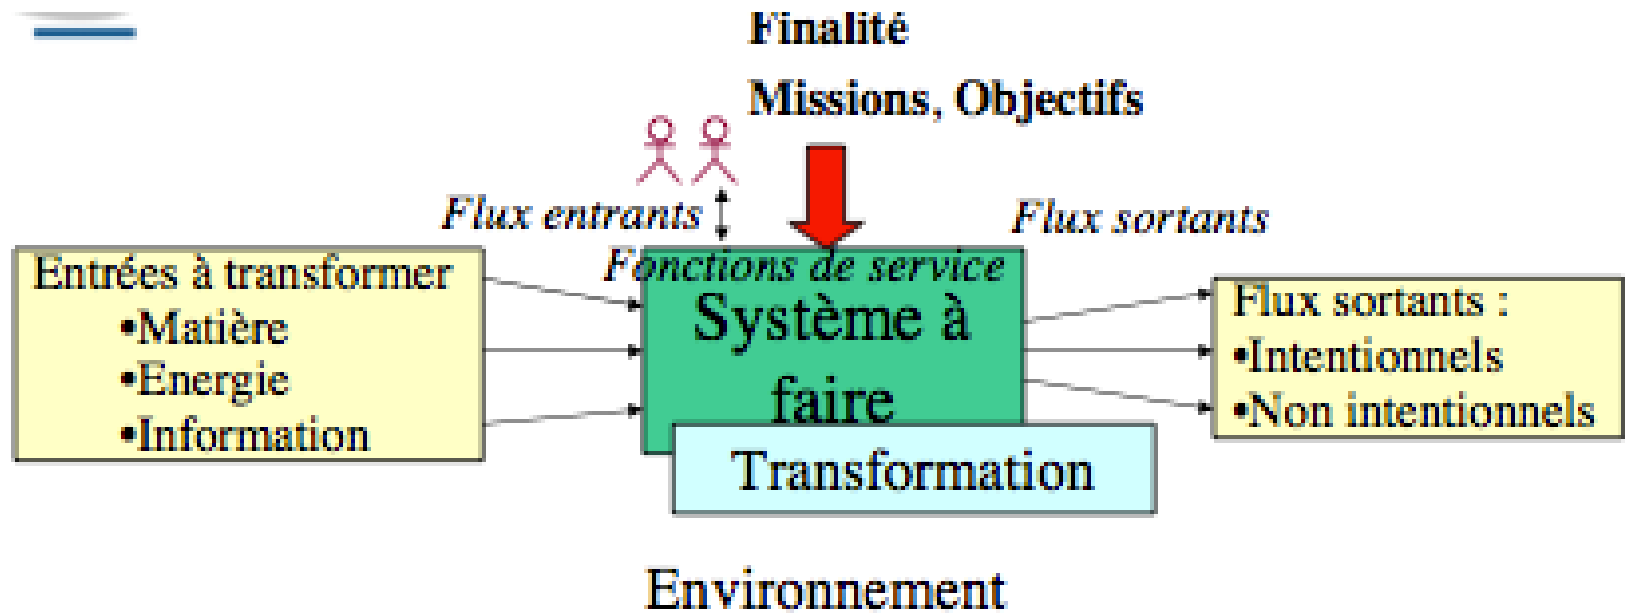 Finalité
Missions, Objectifs
Flux entrants
Flux sortants
Entrées à transformer
•Matière
•Energie
•Information
Fonctions de service
Système à
faire
Transformation
Flux sortants :
•Intentionnels
•Non intentionnels
Environnement